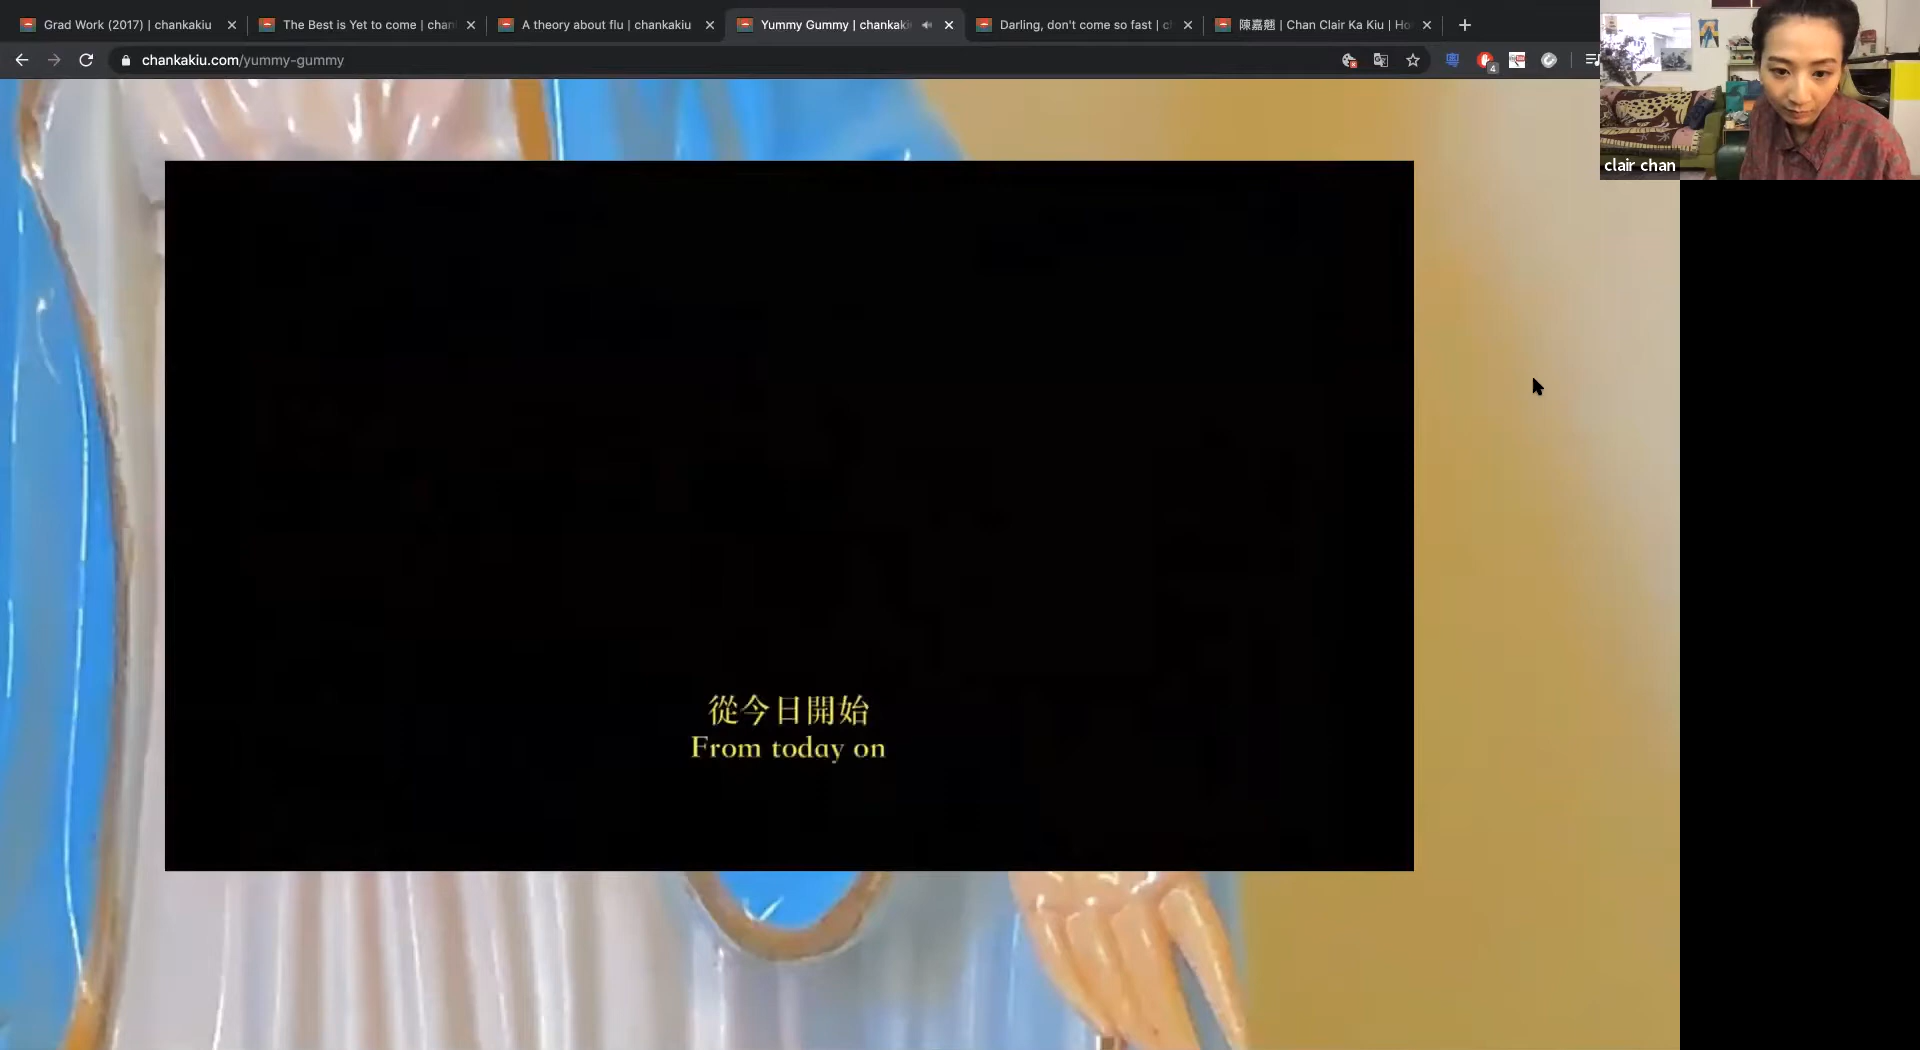 Grad Work (2017) | chankakiu
The Best is Yet to come | chan
A theory about flu | chankakiu
Yummy Gummy | chankaki
Darling, don't come so fast | c
陳嘉翹 | Chan Clair Ka Kiu | Ho
chankakiu.com/yummy-gummy
4
clair chan
從今日開始
From today on